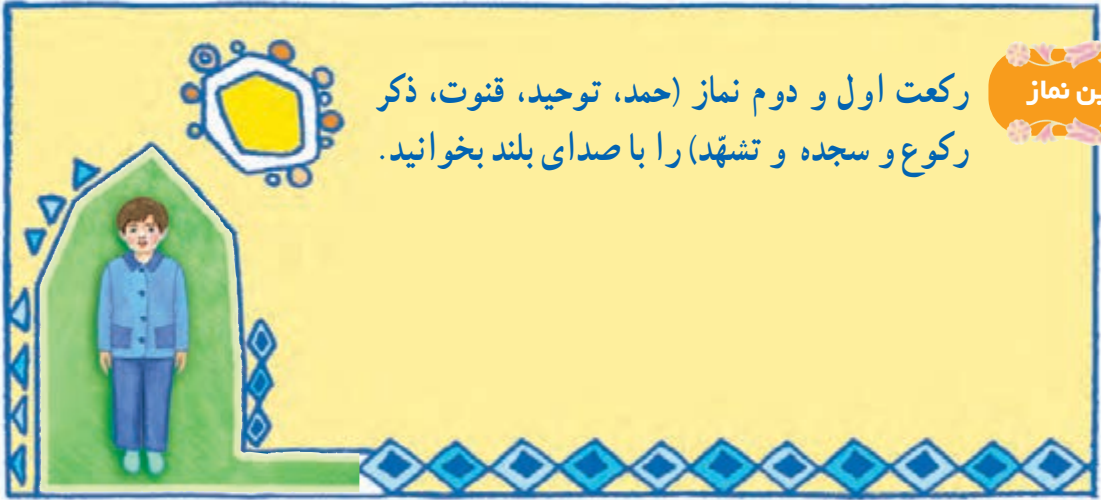 رکعت اول و دوم نماز (حمد، توحید، قنوت، ذکر
رکوع و سجده و تشهّد) را با صدای بلند بخوانید.
نماز